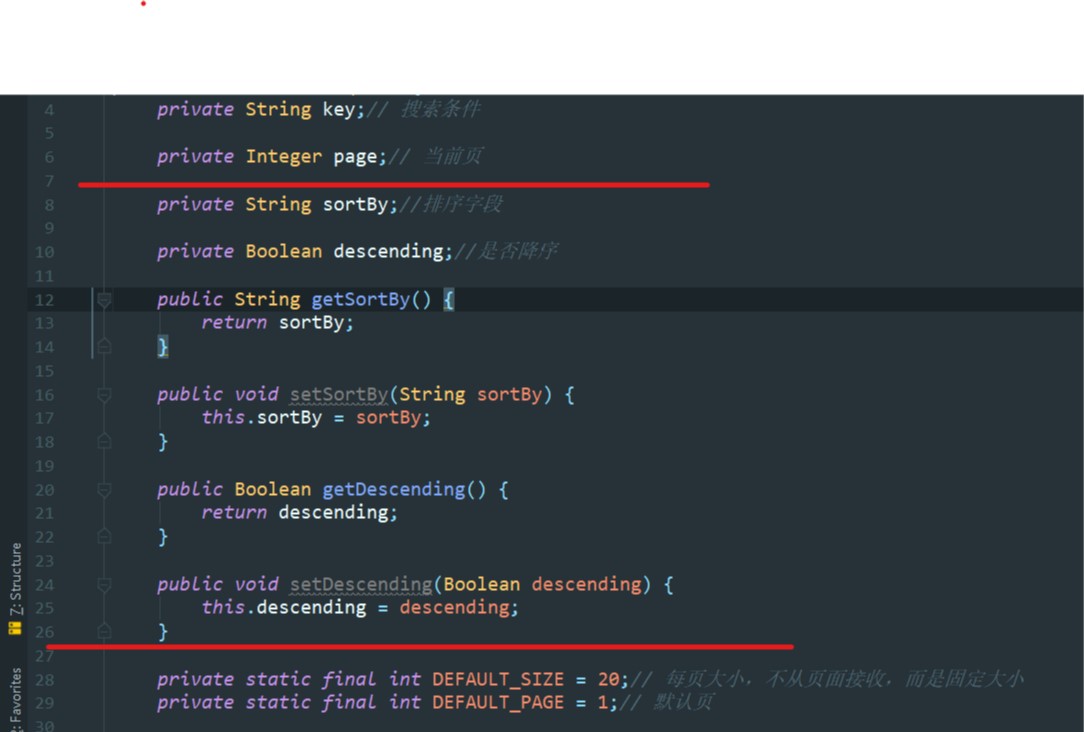 4 private String key;// 搜索条件
5
6 private Integer page;// 当前页
7
8 private String sortBy;//排序字段
9
10 private Boolean descending;//是否降序
11
12 public String getSortBy() {
13 return sortBy;
14 }
15
16 public void setSortBy(String sortBy) {
17 this.sortBy = sortBy;
18 }
19
20 public Boolean getDescending() {
21 return descending;
22 }
23
24 public void setDescending(Boolean descending) {
25 this.descending = descending;
26 }
27
28 private static final int DEFAULT_SIZE = 20;// 每页大小，不从页面接收，而是固定大小
29 private static final int DEFAULT_PAGE = 1;// 默认页
30
7: Structure
2: Favorites